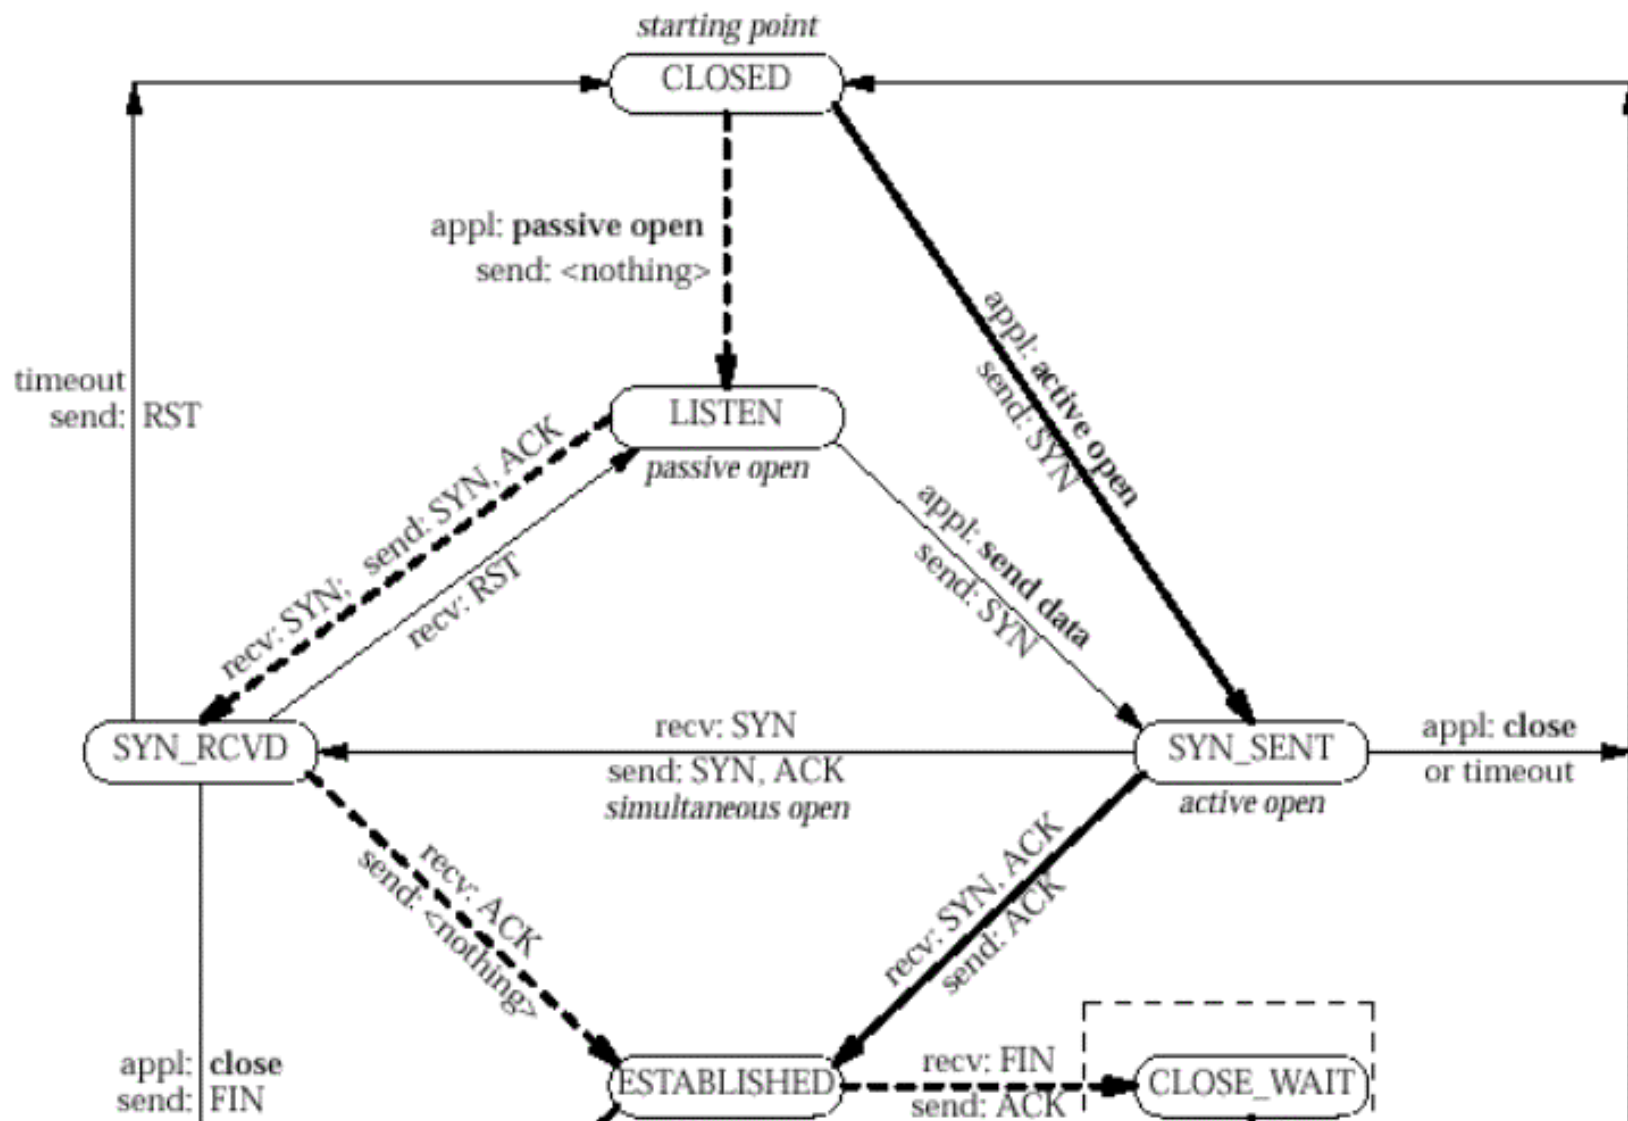 starting point
CLOSED
appl: passive open
send: <nothing>
appl: active open
send: SYN
timeout
send: RST
LISTEN
passive open
recv: SYN; send: SYN, ACK
recv: RST
appl: send data
send: SYN
SYN_RCVD
recv: SYN
send: SYN, ACK
simultaneous open
SYN_SENT
active open
appl: close
or timeout
recv: ACK
send: <nothing>
recv: SYN, ACK
send: ACK
appl: close
send: FIN
ESTABLISHED
recv: FIN
send: ACK
CLOSE_WAIT